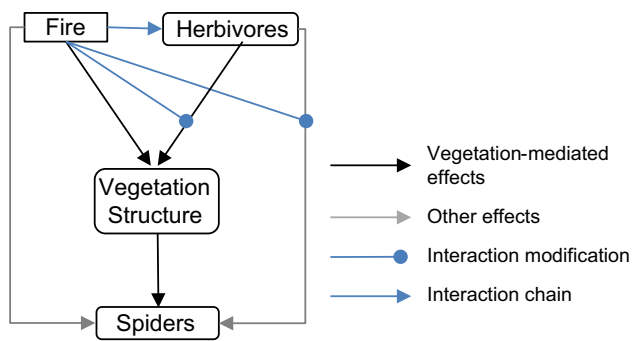 Fire
Herbivores
Vegetation
Structure
Spiders
Vegetation-mediated
effects
Other effects
Interaction modification
Interaction chain